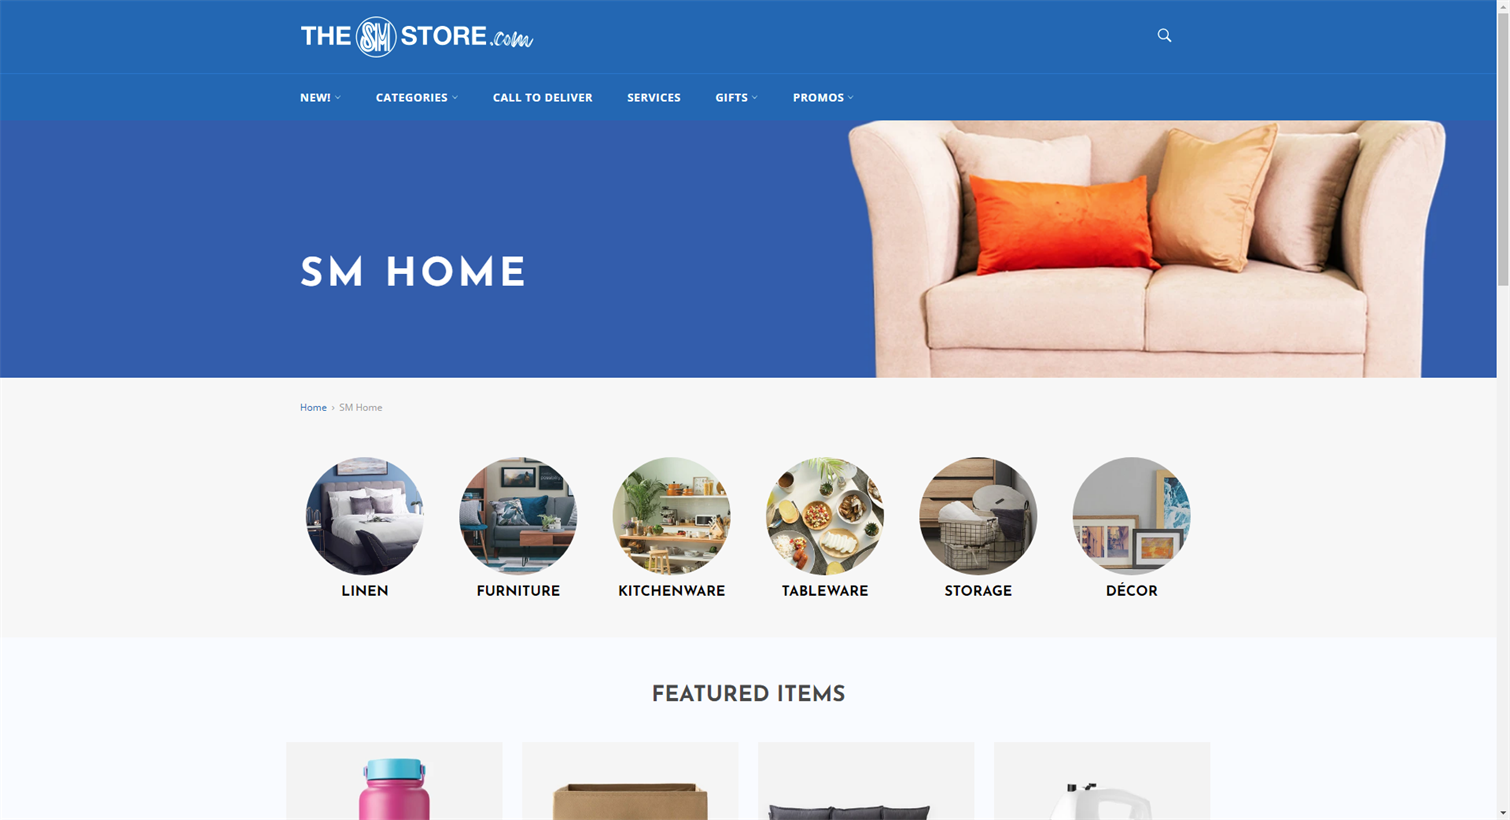 THE SM STORE.com
NEW! CATEGORIES CALL TO DELIVER SERVICES GIFTS PROMOS
SM HOME
Home › SM Home
LINEN FURNITURE KITCHENWARE TABLEWARE STORAGE DÉCOR
FEATURED ITEMS